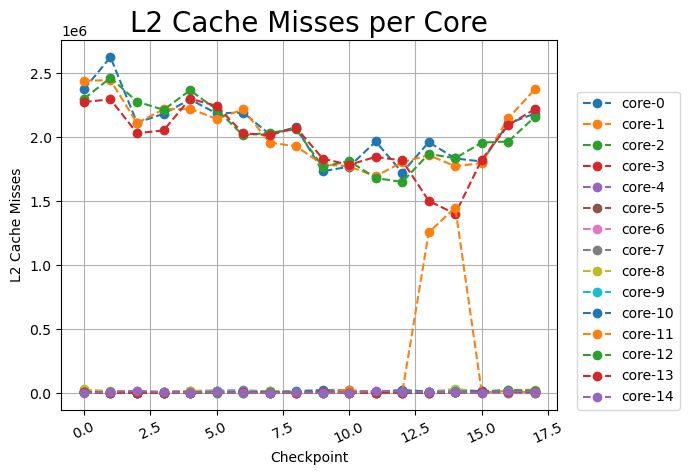 L2 Cache Misses per Core
1e6
2.5
2.0
1.5
1.0
0.5
0.0
L2 Cache Misses
0.0 2.5 5.0 7.5 10.0 12.5 15.0 17.5
Checkpoint
core-0
core-1
core-2
core-3
core-4
core-5
core-6
core-7
core-8
core-9
core-10
core-11
core-12
core-13
core-14